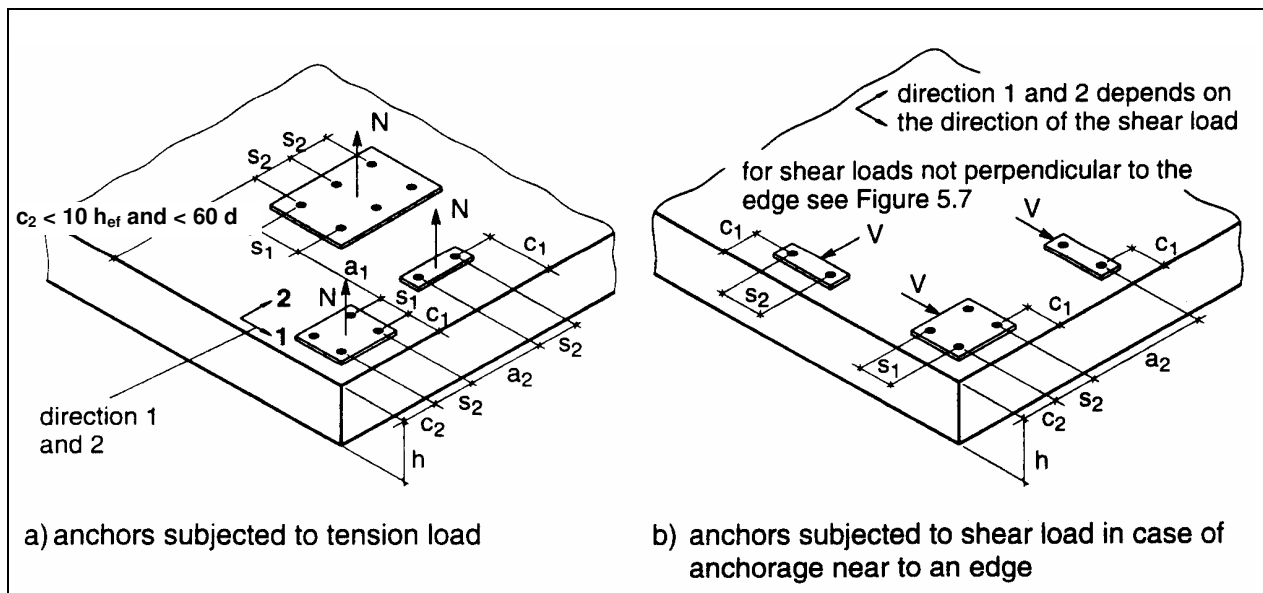 N
s2
s2
c2 < 10 hef and < 60 d
N
s1
a1
c1
N
s1
2
1
c1
s2
a2
s2
c2
h
direction 1
and 2
a) anchors subjected to tension load
direction 1 and 2 depends on
the direction of the shear load
for shear loads not perpendicular to the
edge see Figure 5.7
V
c1
V
c1
s2
V
c1
s1
a2
s2
c2
h
b) anchors subjected to shear load in case of
anchorage near to an edge